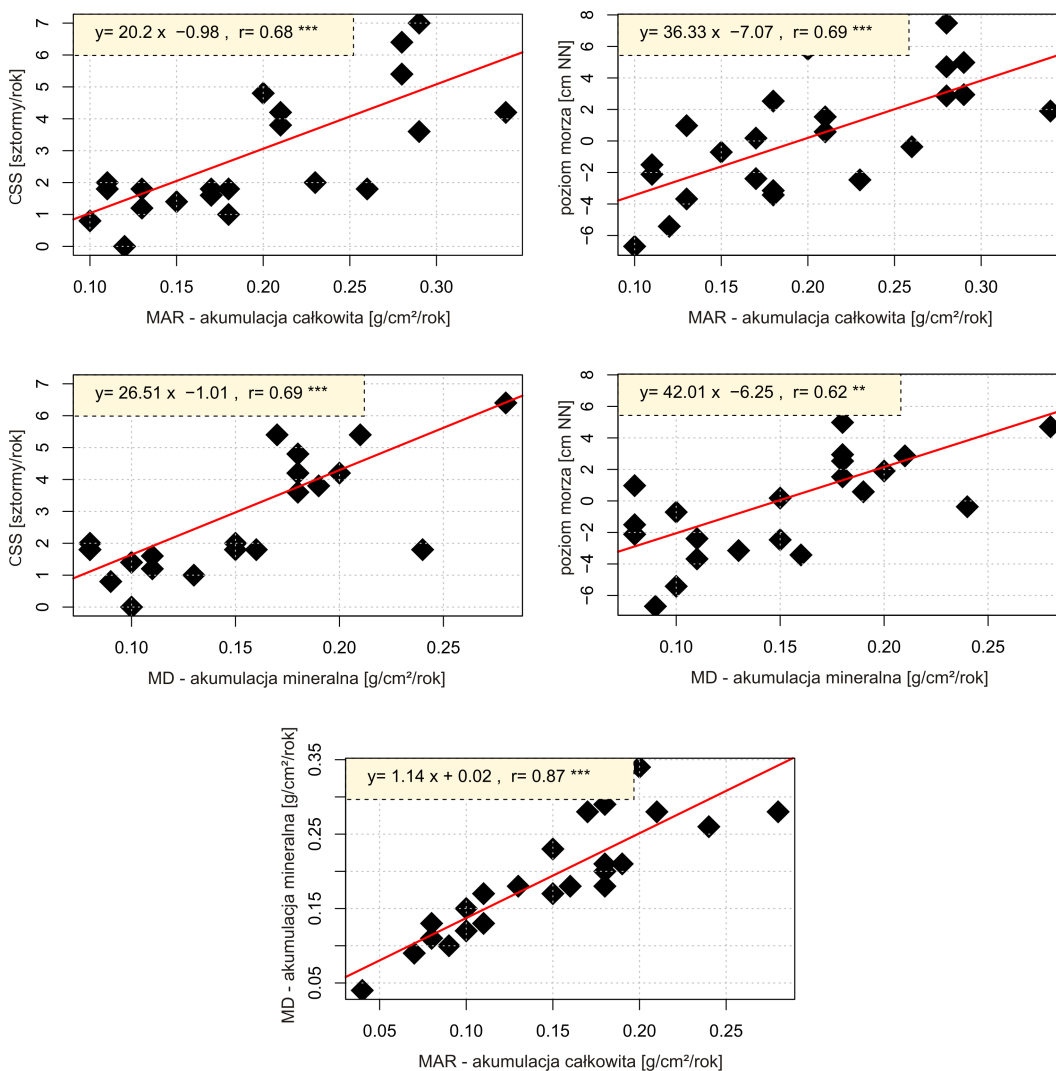 y= 20.2 x −0.98 , r= 0.68 ***
CSS [sztormy/rok]
7
6
5
4
3
2
1
0
0.10 0.15 0.20 0.25 0.30
MAR - akumulacja całkowita [g/cm²/rok]
y= 36.33 x −7.07 , r= 0.69 ***
poziom morza [cm NN]
8
6
4
2
0
−2
−4
−6
0.10 0.15 0.20 0.25 0.30
MAR - akumulacja całkowita [g/cm²/rok]
y= 26.51 x −1.01 , r= 0.69 ***
CSS [sztormy/rok]
7
6
5
4
3
2
1
0
0.10 0.15 0.20 0.25
MD - akumulacja mineralna [g/cm²/rok]
y= 42.01 x −6.25 , r= 0.62 **
poziom morza [cm NN]
8
6
4
2
0
−2
−4
−6
0.10 0.15 0.20 0.25
MD - akumulacja mineralna [g/cm²/rok]
y= 1.14 x + 0.02 , r= 0.87 ***
MD - akumulacja mineralna [g/cm²/rok]
0.35
0.25
0.15
0.05
0.05 0.10 0.15 0.20 0.25
MAR - akumulacja całkowita [g/cm²/rok]